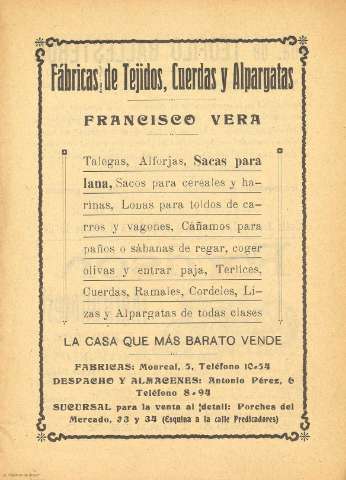 Fábricas de Tejidos, Cuerdas y Alpargatas
FRANCISCO VERA
Talegas, Alforjas, Sacas para
lana, Sacos para cereales y ha-
rinas, Lonas para toldos de ca-
rros y vagones, Cáñamos para
paños o sábanas de regar, coger
olivas y entrar paja, Terlices,
Cuerdas, Ramales, Cordeles, Li-
zas y Alpargatas de todas clases
LA CASA QUE MÁS BARATO VENDE
FABRICAS: Monreal, 5, Teléfono 10-54
DESPACHO Y ALMACENES: Antonio Pérez, 6
Teléfono 8-94
SUCURSAL para la venta al detall: Porches del
Mercado, 33 y 34 (Esquina a la calle Predicadores)